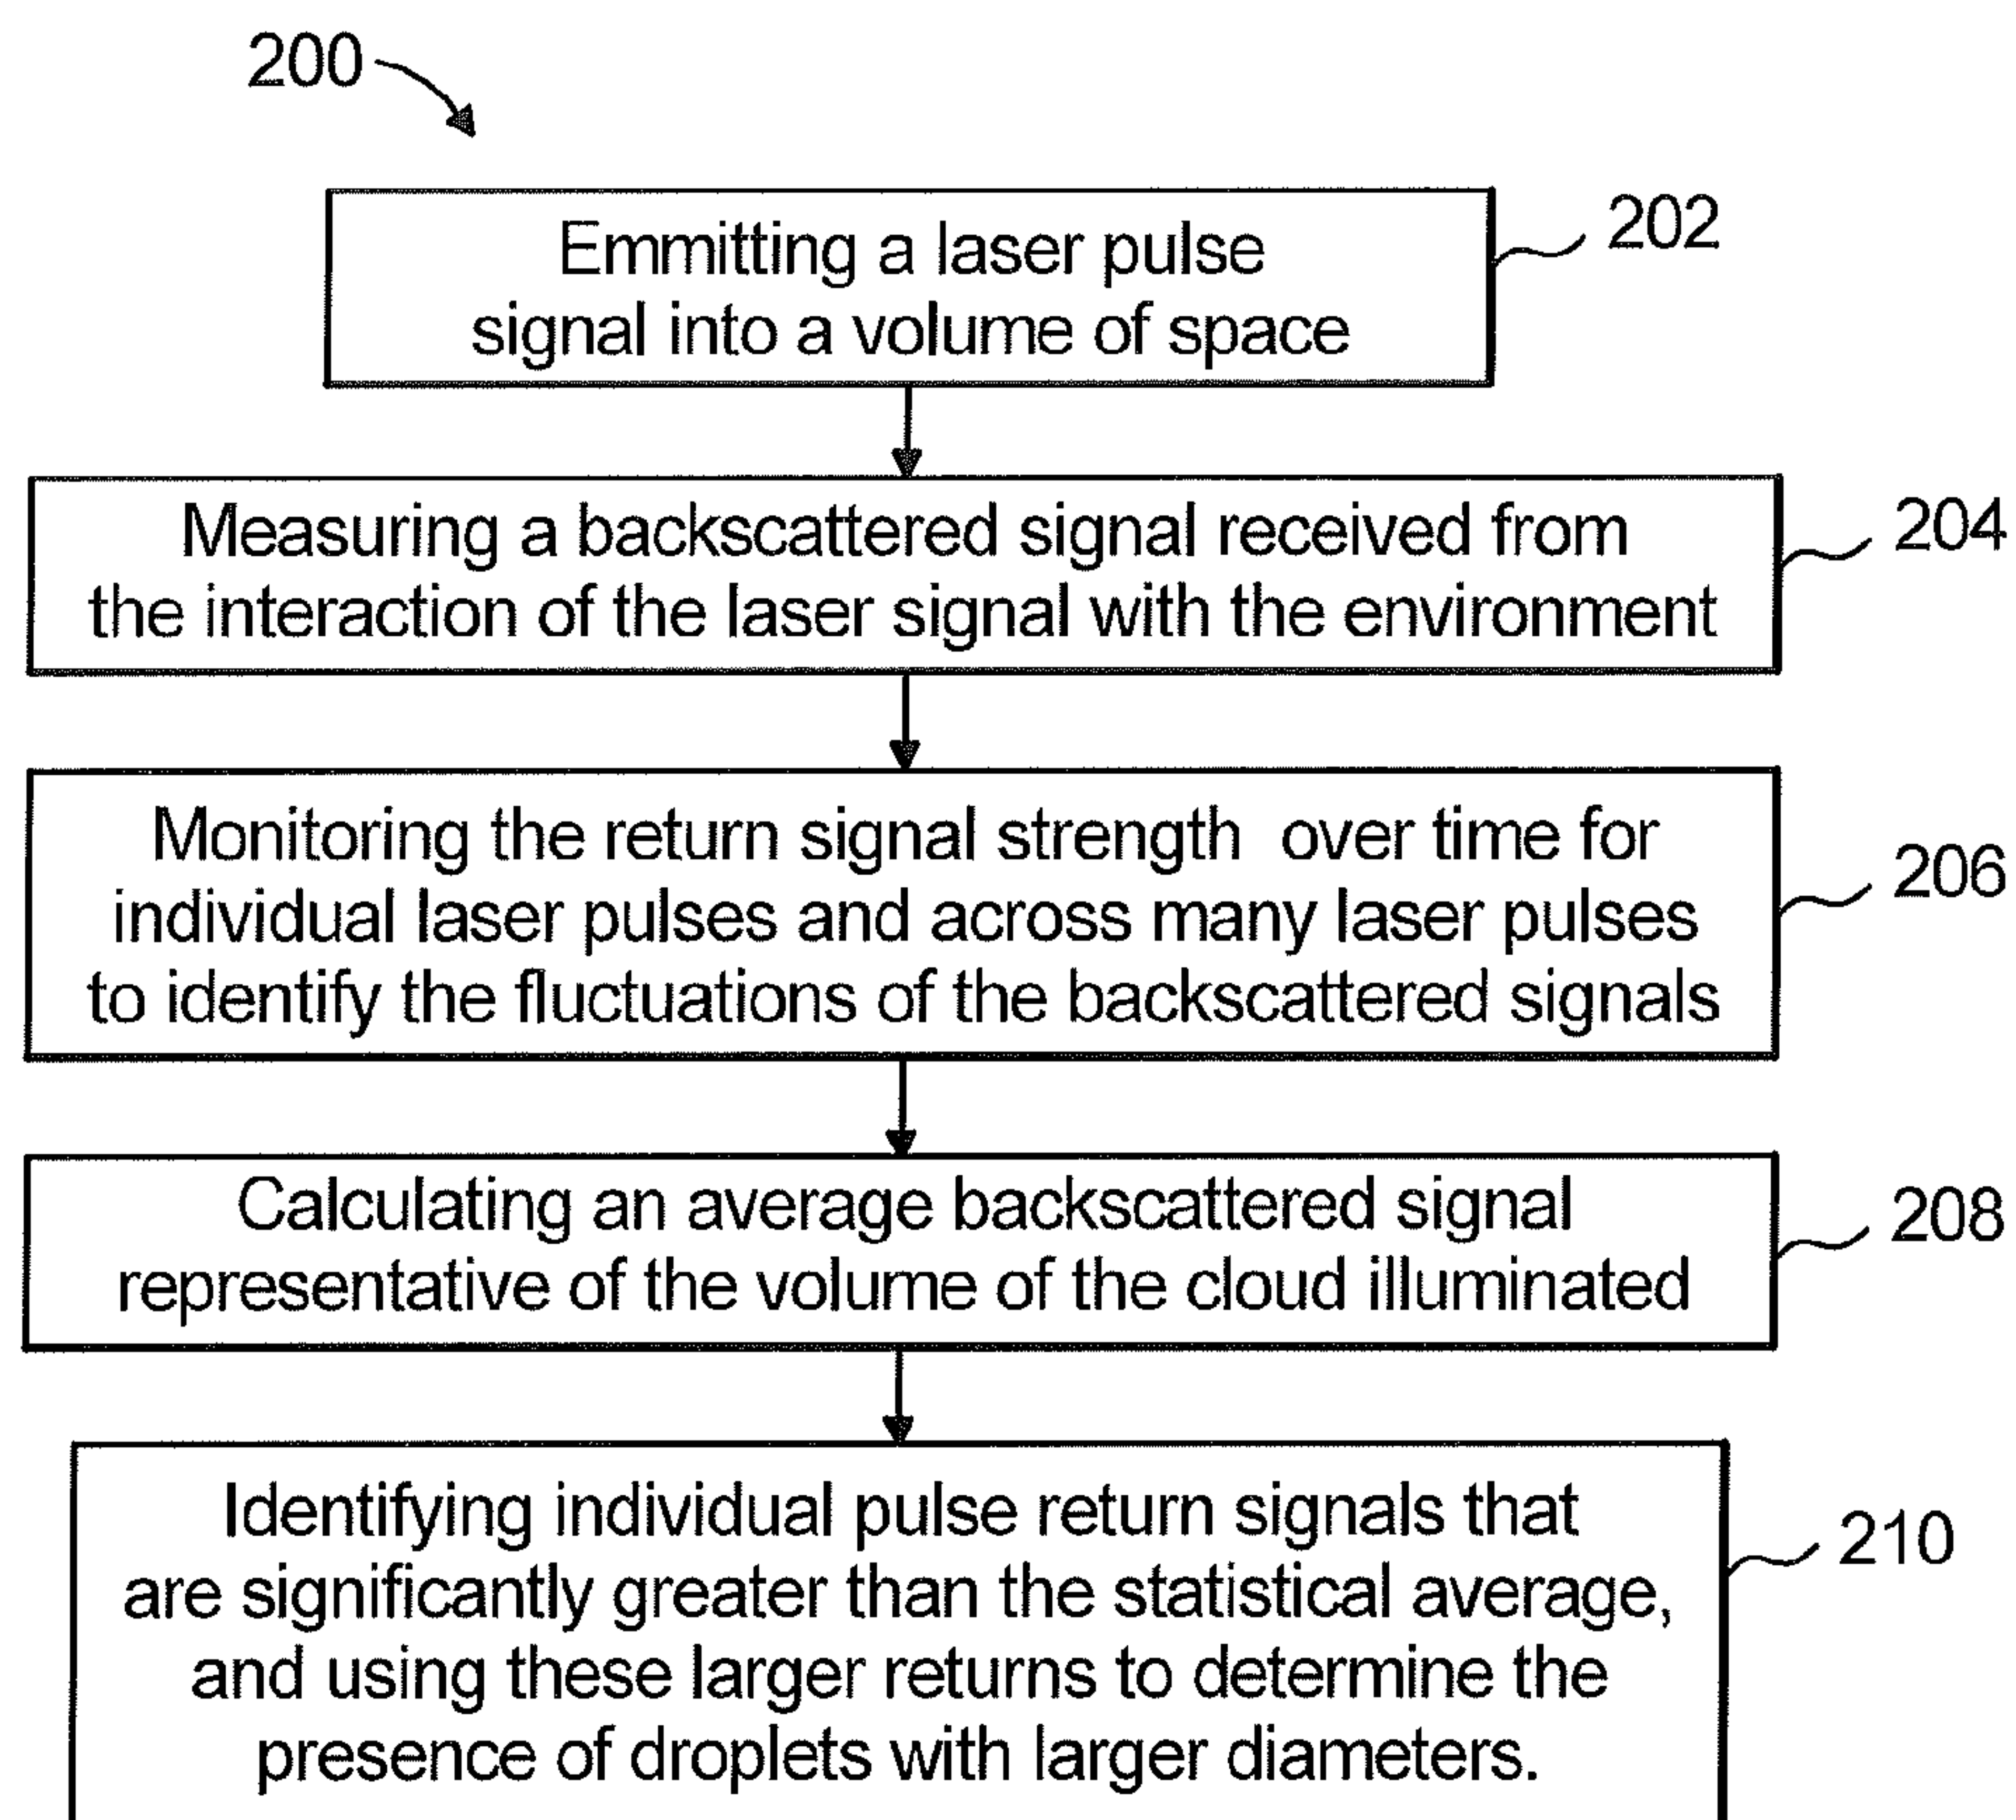 200
Emmitting a laser pulse
signal into a volume of space
202
Measuring a backscattered signal received from
the interaction of the laser signal with the environment
204
Monitoring the return signal strength over time for
individual laser pulses and across many laser pulses
to identify the fluctuations of the backscattered signals
206
Calculating an average backscattered signal
representative of the volume of the cloud illuminated
208
Identifying individual pulse return signals that
are significantly greater than the statistical average,
and using these larger returns to determine the
presence of droplets with larger diameters.
210